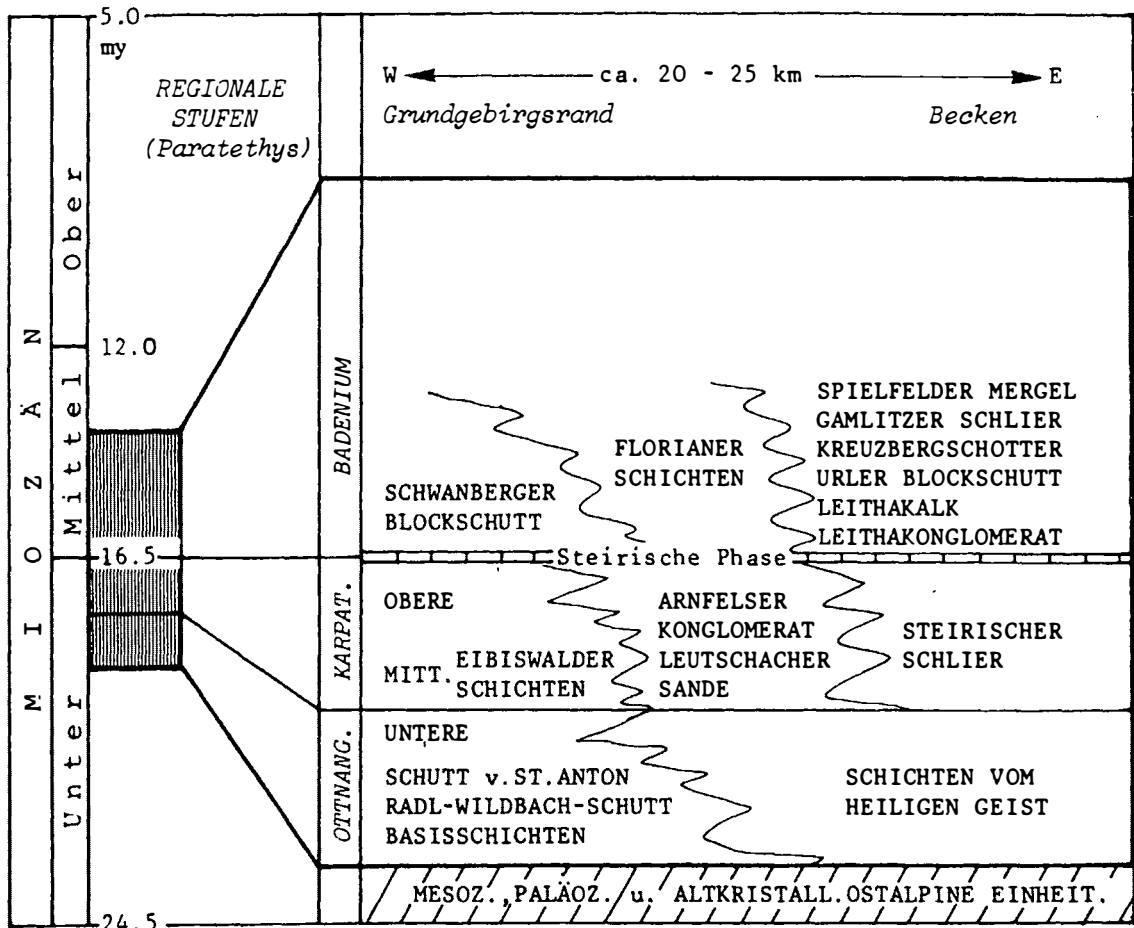 5.0
my
REGIONALE
STUFEN
(Paratethys)
W ca. 20 - 25 km E
Grundgebirgsrand Becken
MIOZÄN
Ober
Mittel
Unter
12.0
16.5
24.5
BADENIUM
SPIELFELDER MERGEL
GAMLITZER SCHLIER
KREUZBERGSCHOTTER
URLER BLOCKSCHUTT
LEITHAKALK
LEITHAKONGLOMERAT
FLORIANER
SCHICHTEN
SCHWANBERGER
BLOCKSCHUTT
Steirische Phase
KARPAT.
OBERE
MITT. EIBISWALDER
SCHICHTEN
ARNFELSER
KONGLOMERAT
LEUTSCHACHER
SANDE
STEIRISCHER
SCHLIER
OTTNANG.
UNTERE
SCHUTT v.ST.ANTON
RADL-WILDBACH-SCHUTT
BASISSCHICHTEN
SCHICHTEN VOM
HEILIGEN GEIST
MESOZ.,PALÄOZ. u. ALTKRISTALL.OSTALPINE EINHEIT.